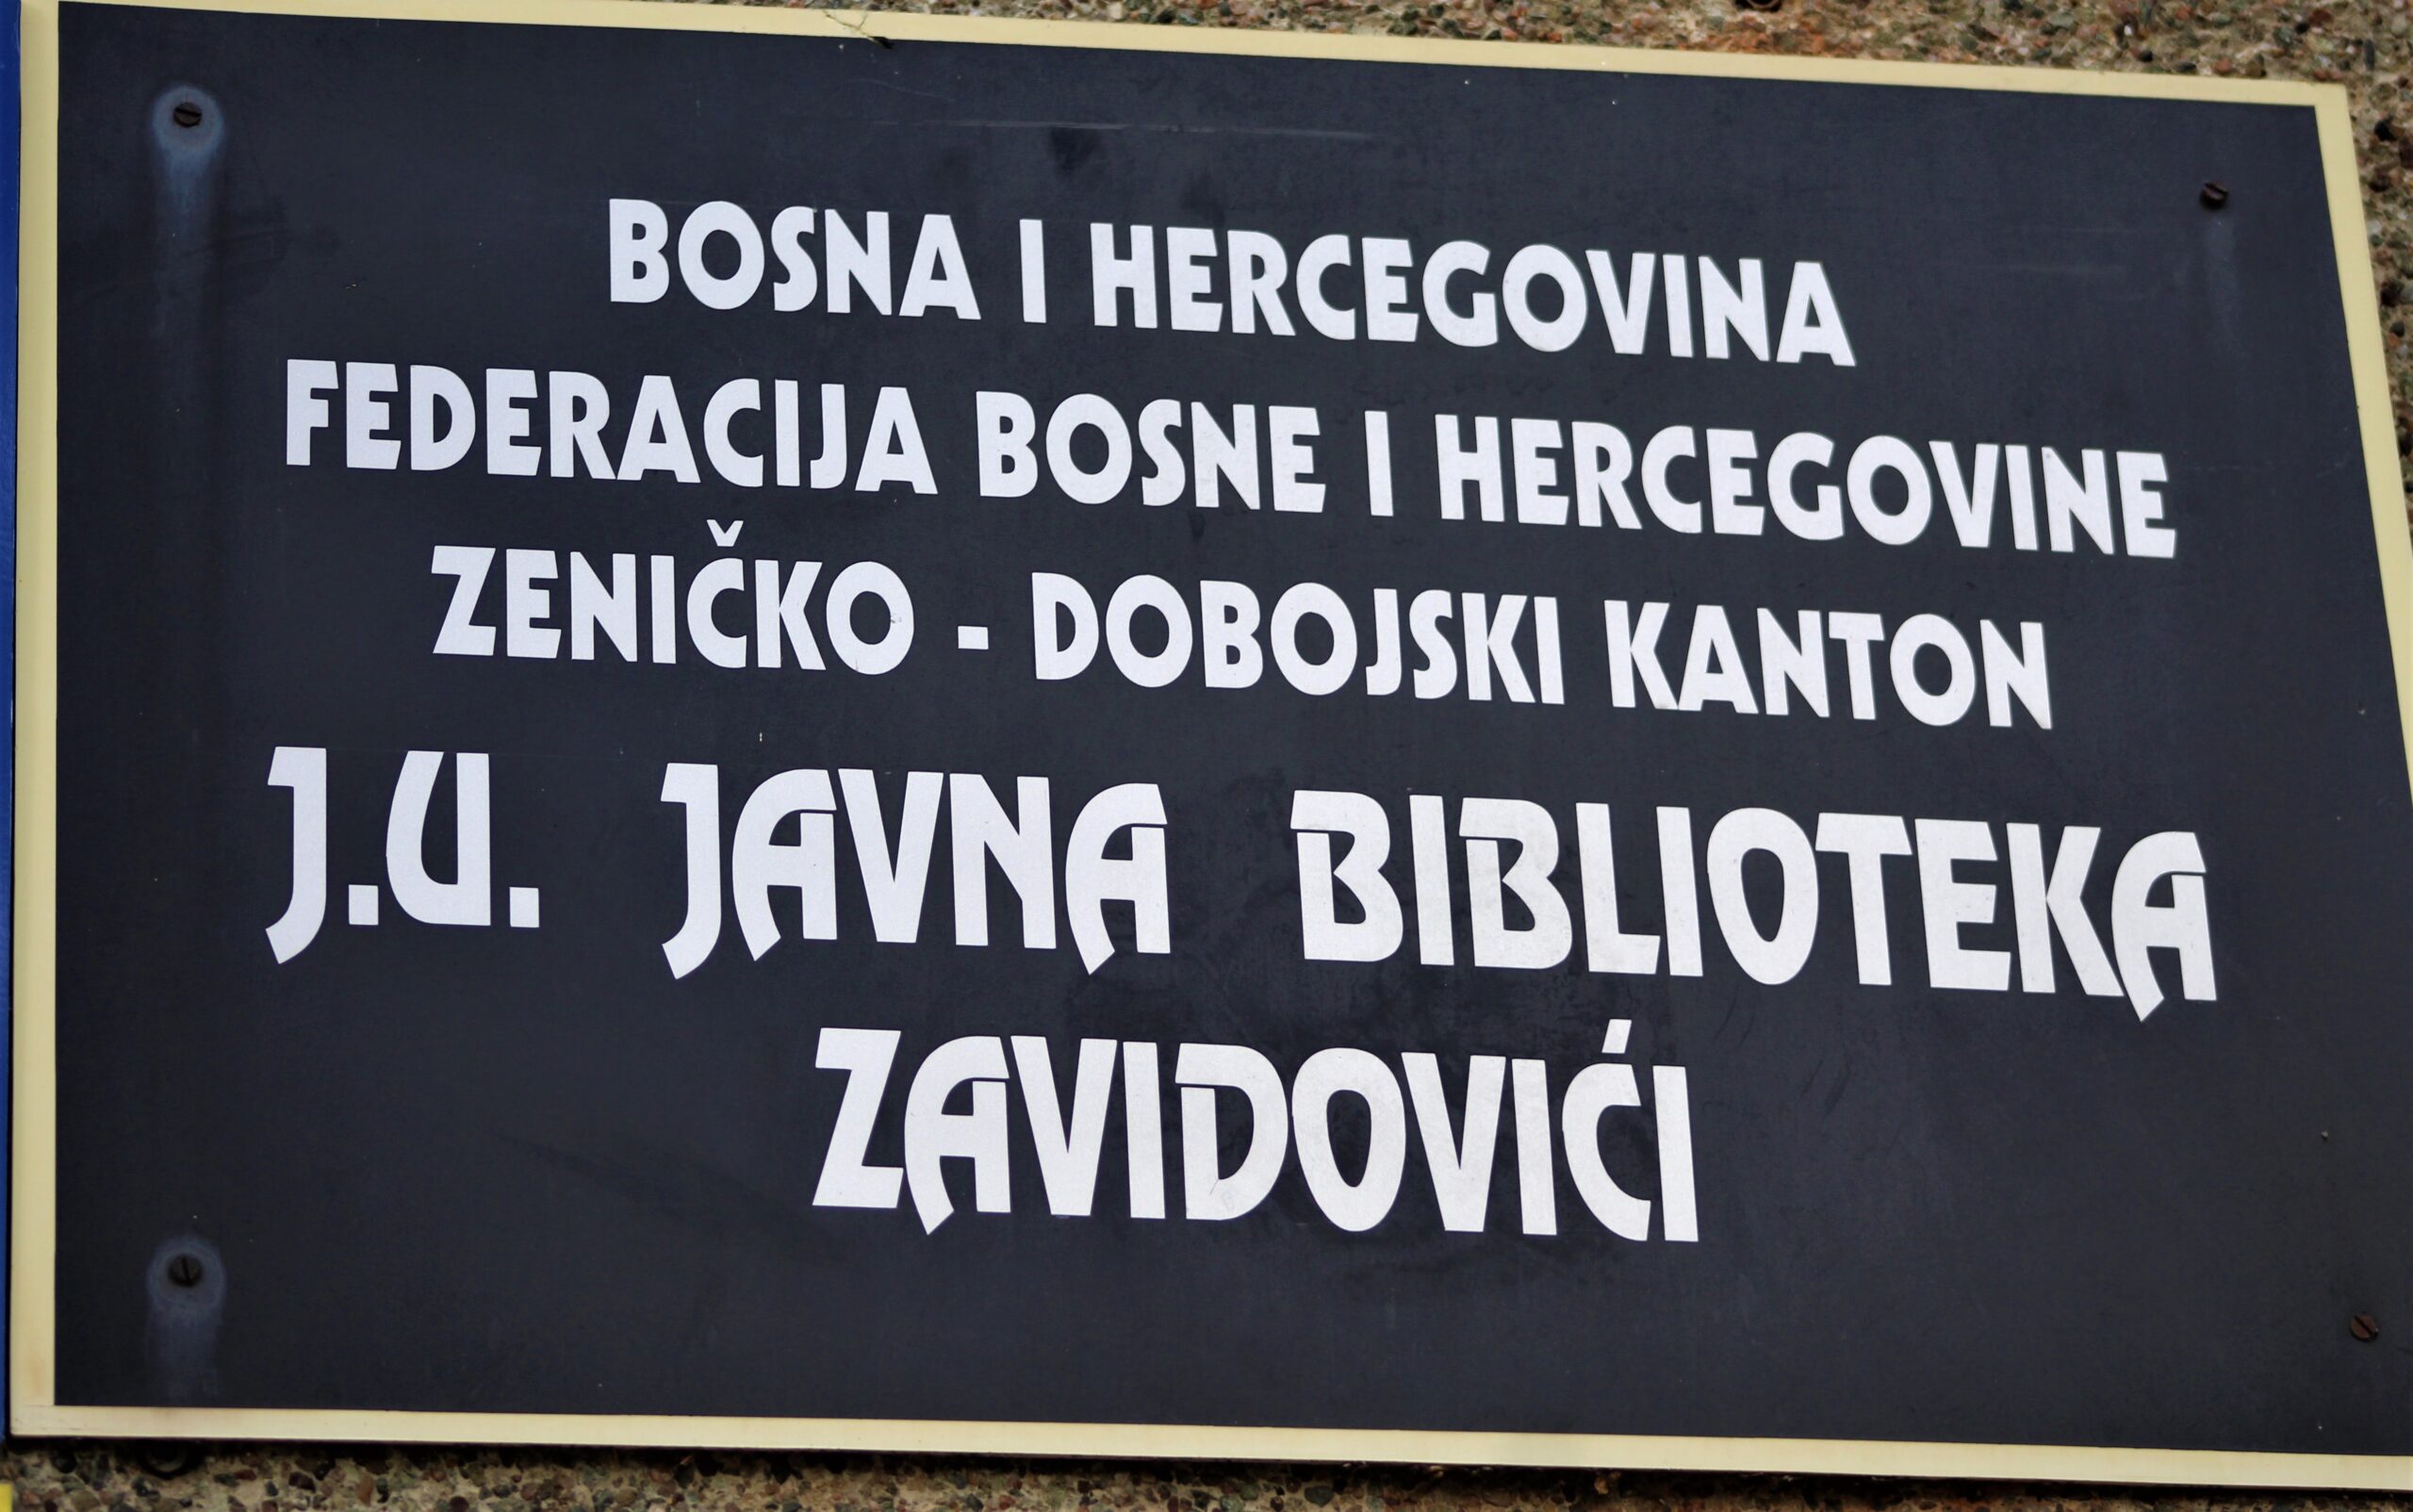 BOSNA I HERCEGOVINA
FEDERACIJA BOSNE I HERCEGOVINE
ZENIČKO - DOBOJSKI KANTON
J.U. JAVNA BIBLIOTEKA
ZAVIDOVIĆI